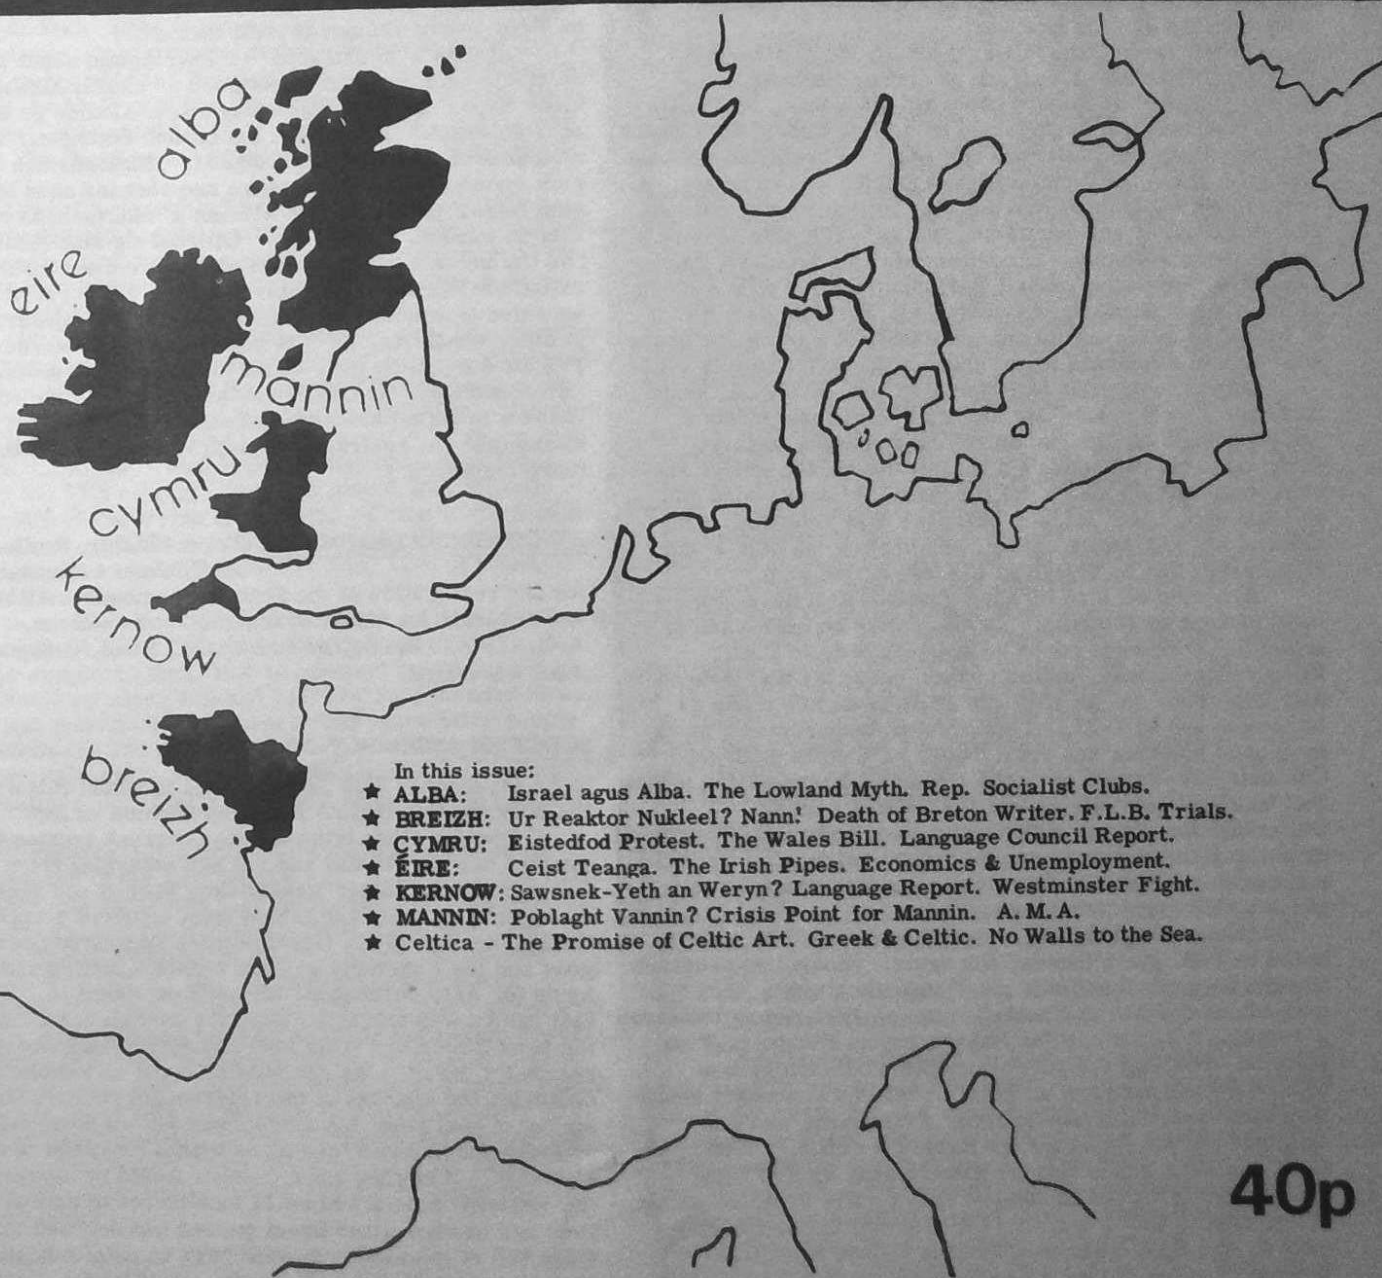 alba
eire
mannin
cymru
kernow
breizh
In this issue:
★ ALBA: Israel agus Alba. The Lowland Myth. Rep. Socialist Clubs.
★ BREIZH: Ur Reaktor Nukleel? Nann! Death of Breton Writer. F.L.B. Trials.
★ CYMRU: Eistedfod Protest. The Wales Bill. Language Council Report.
★ ÉIRE: Ceist Teanga. The Irish Pipes. Economics & Unemployment.
★ KERNOW: Sawsnek-Yeth an Weryn? Language Report. Westminster Fight.
★ MANNIN: Poblaght Vannin? Crisis Point for Mannin. A. M. A.
★ Celtica - The Promise of Celtic Art. Greek & Celtic. No Walls to the Sea.
40p